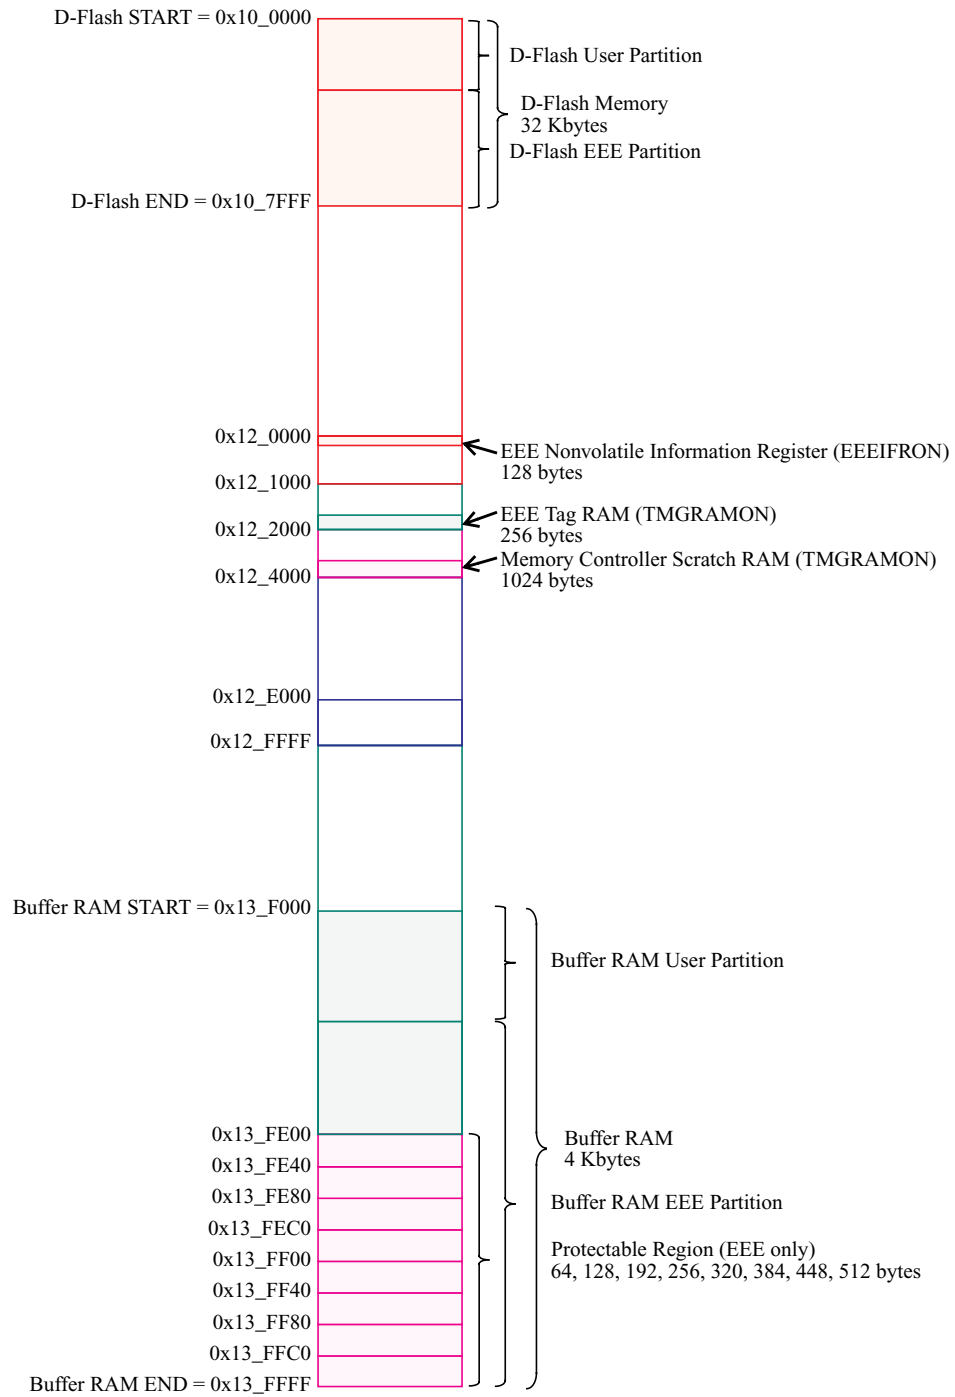 D-Flash START = 0x10_0000
D-Flash User Partition
D-Flash Memory
32 Kbytes
D-Flash EEE Partition
D-Flash END = 0x10_7FFF
0x12_0000
EEE Nonvolatile Information Register (EEEIFRON)
128 bytes
0x12_1000
EEE Tag RAM (TMGRAMON)
256 bytes
0x12_2000
Memory Controller Scratch RAM (TMGRAMON)
1024 bytes
0x12_4000
0x12_E000
0x12_FFFF
Buffer RAM START = 0x13_F000
Buffer RAM User Partition
0x13_FE00
Buffer RAM
4 Kbytes
0x13_FE40
0x13_FE80
Buffer RAM EEE Partition
0x13_FEC0
Protectable Region (EEE only)
64, 128, 192, 256, 320, 384, 448, 512 bytes
0x13_FF00
0x13_FF40
0x13_FF80
0x13_FFC0
Buffer RAM END = 0x13_FFFF